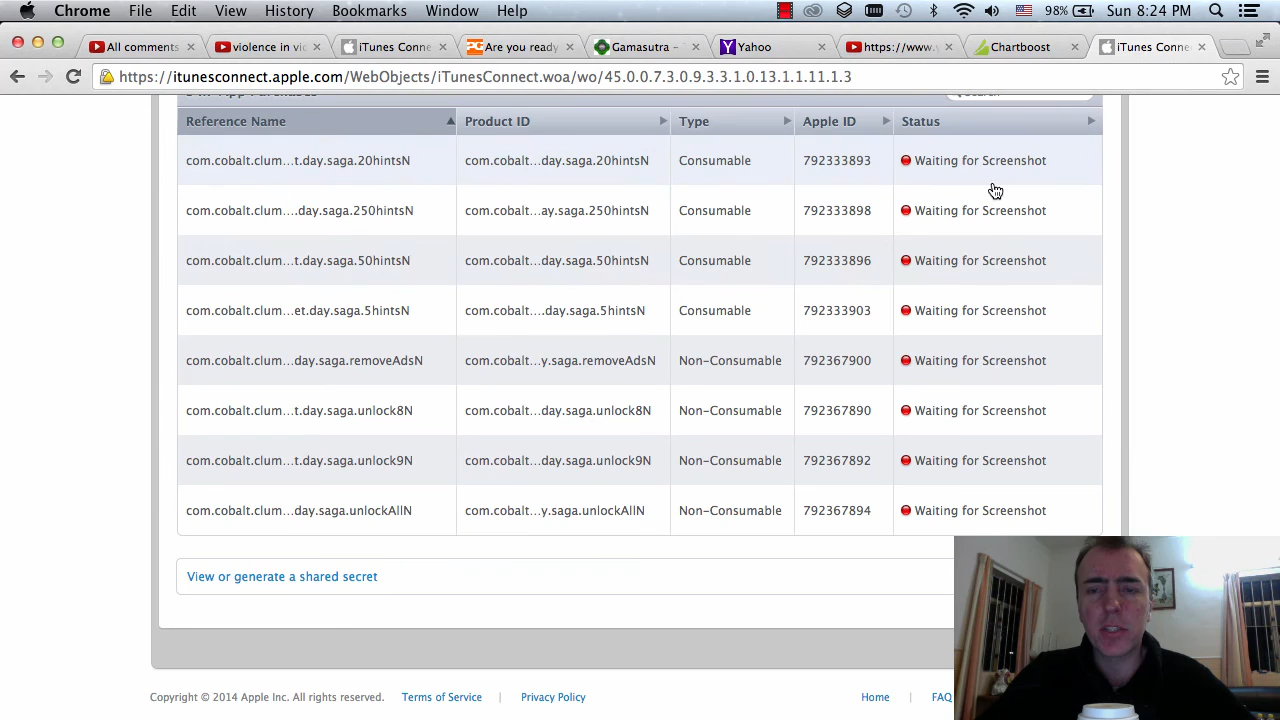 Chrome File Edit View History Bookmarks Window Help 98% Sun 8:24 PM
All comments violence in vid iTunes Conne Are you ready Gamasutra - Yahoo https://www.y Chartboost iTunes Conne
https://itunesconnect.apple.com/WebObjects/iTunesConnect.woa/wo/45.0.0.7.3.0.9.3.3.1.0.13.1.1.11.1.3
Reference Name Product ID Type Apple ID Status
com.cobalt.clum...t.day.saga.20hintsN com.cobalt...day.saga.20hintsN Consumable 792333893 Waiting for Screenshot
com.cobalt.clum....day.saga.250hintsN com.cobalt...ay.saga.250hintsN Consumable 792333898 Waiting for Screenshot
com.cobalt.clum...t.day.saga.50hintsN com.cobalt...day.saga.50hintsN Consumable 792333896 Waiting for Screenshot
com.cobalt.clum...et.day.saga.5hintsN com.cobalt....day.saga.5hintsN Consumable 792333903 Waiting for Screenshot
com.cobalt.clum...day.saga.removeAdsN com.cobalt...y.saga.removeAdsN Non-Consumable 792367900 Waiting for Screenshot
com.cobalt.clum...t.day.saga.unlock8N com.cobalt...day.saga.unlock8N Non-Consumable 792367890 Waiting for Screenshot
com.cobalt.clum...t.day.saga.unlock9N com.cobalt...day.saga.unlock9N Non-Consumable 792367892 Waiting for Screenshot
com.cobalt.clum...day.saga.unlockAllN com.cobalt...y.saga.unlockAllN Non-Consumable 792367894 Waiting for Screenshot
View or generate a shared secret
Copyright © 2014 Apple Inc. All rights reserved. Terms of Service | Privacy Policy Home | FAQ